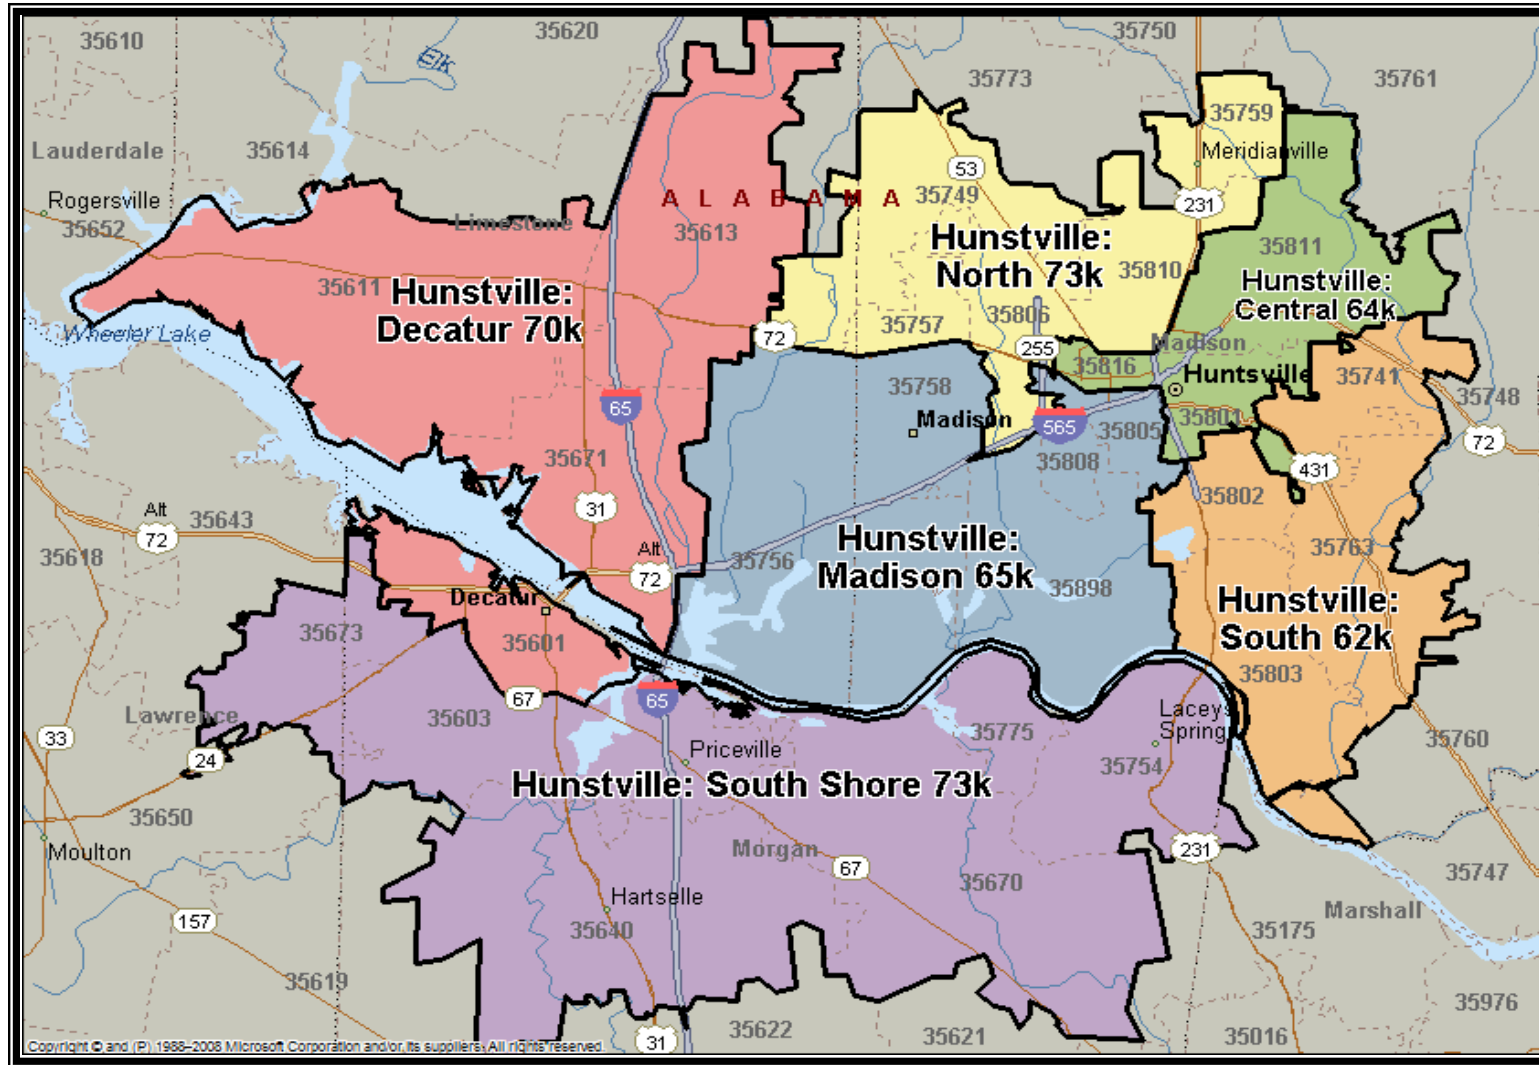 35610
35620
35750
Elk
35773
35761
35759
Lauderdale
35614
Meridianville
53
Rogersville
ALABAMA
35749
231
35652
Limestone
35613
Hunstville:
North 73k
35811
35810
35611
Hunstville:
Decatur 70k
Hunstville:
Central 64k
35806
35757
Wheeler Lake
72
255
Madison
35816
Huntsville
35741
35758
35748
65
Madison
565
35805
35801
72
35671
35808
431
35802
31
Alt
72
35643
35618
Alt
72
35756
Hunstville:
Madison 65k
35763
35898
Decatur
Hunstville:
South 62k
35673
35601
35803
67
65
Lawrence
35603
35775
Laceys
Spring
33
24
Priceville
35760
35754
Hunstville: South Shore 73k
35650
Moulton
Morgan
231
67
35747
35670
Hartselle
Marshall
157
35640
35175
35619
35976
35622
35621
35016
31
Copyright © and (P) 1988–2008 Microsoft Corporation and/or its suppliers. All rights reserved.